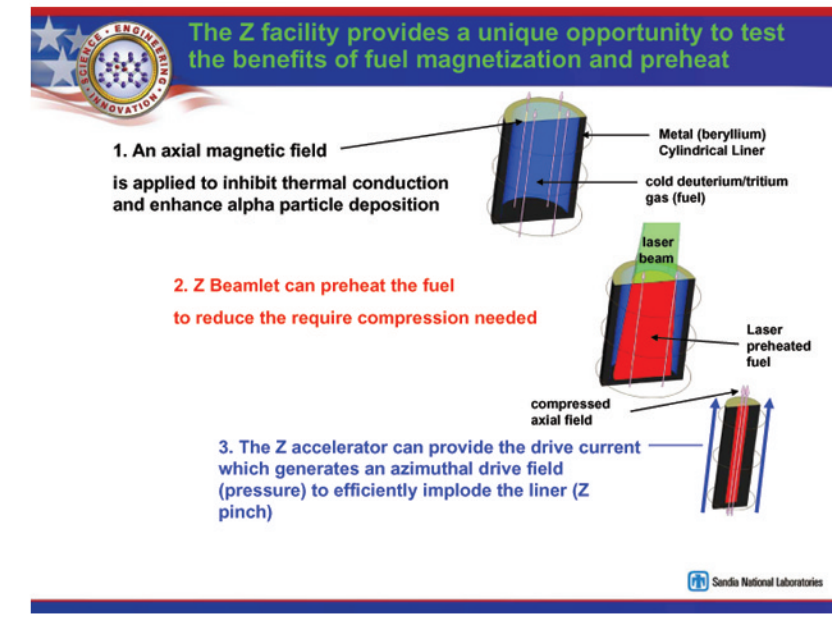 The Z facility provides a unique opportunity to test
the benefits of fuel magnetization and preheat
SCIENCE • ENGINEERING • INNOVATION
1. An axial magnetic field
is applied to inhibit thermal conduction
and enhance alpha particle deposition
Metal (beryllium)
Cylindrical Liner
cold deuterium/tritium
gas (fuel)
laser
beam
2. Z Beamlet can preheat the fuel
to reduce the require compression needed
Laser
preheated
fuel
compressed
axial field
3. The Z accelerator can provide the drive current
which generates an azimuthal drive field
(pressure) to efficiently implode the liner (Z
pinch)
Sandia National Laboratories